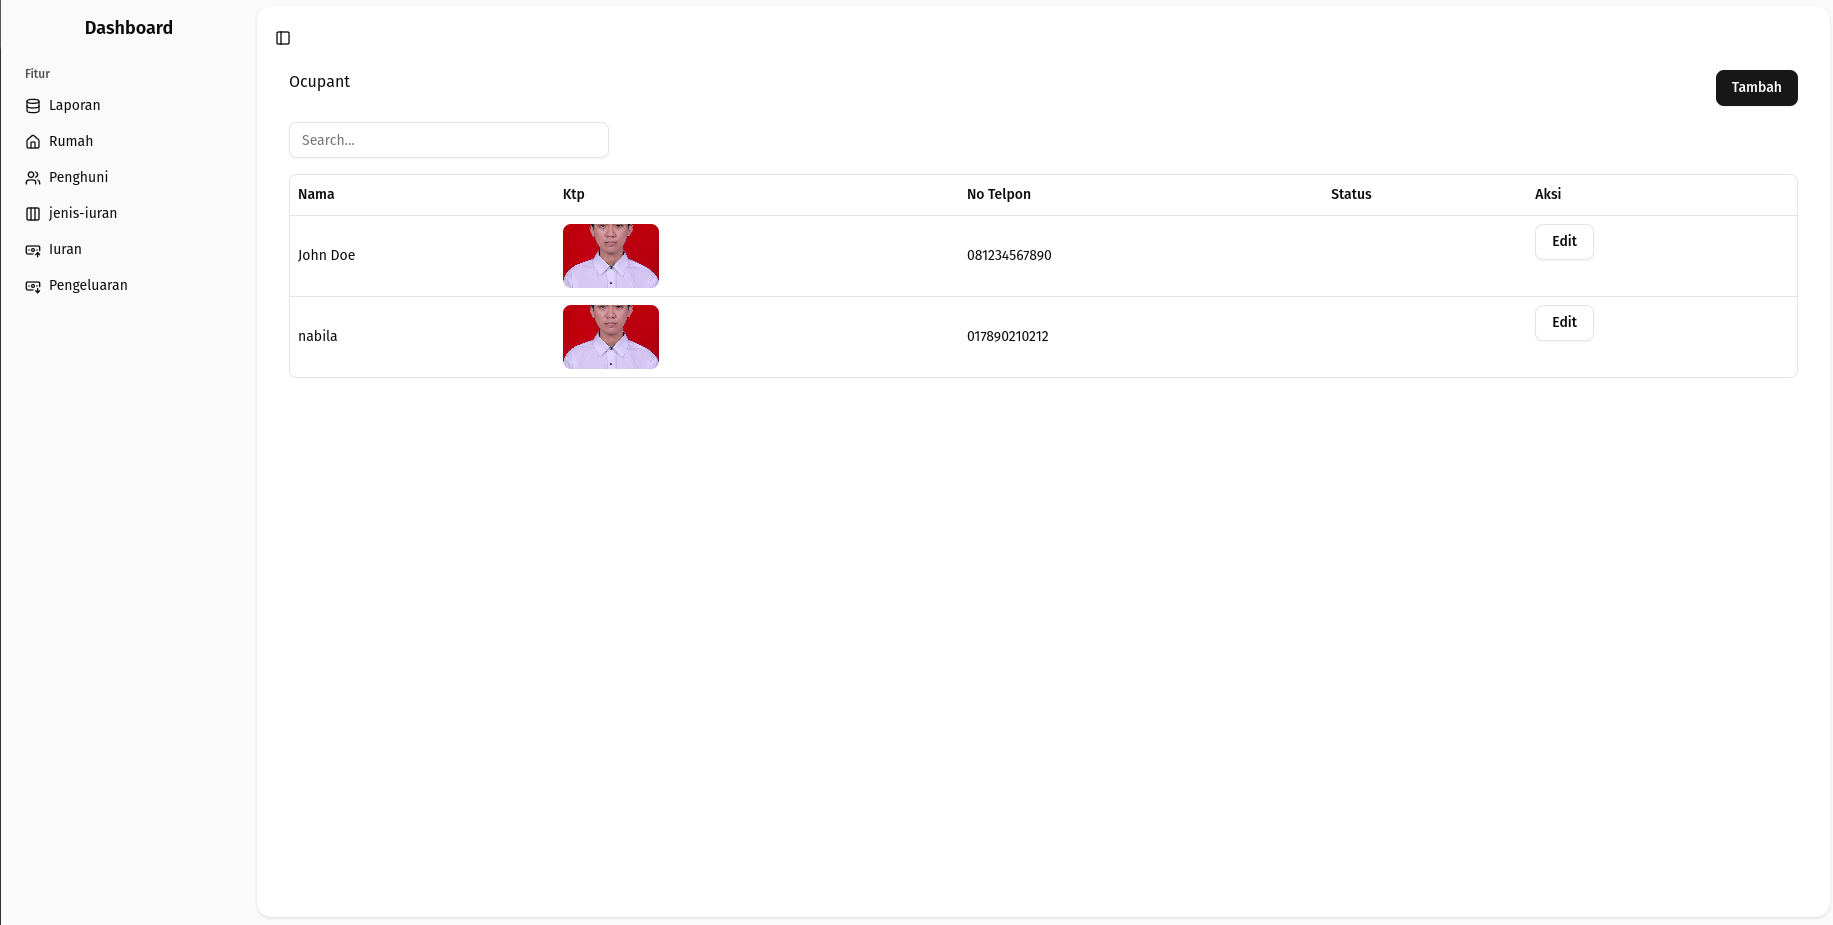 Dashboard
Fitur
Laporan
Rumah
Penghuni
jenis-iuran
Iuran
Pengeluaran
Ocupant
Tambah
Search...
Nama Ktp No Telpon Status Aksi
John Doe 081234567890 Edit
nabila 017890210212 Edit